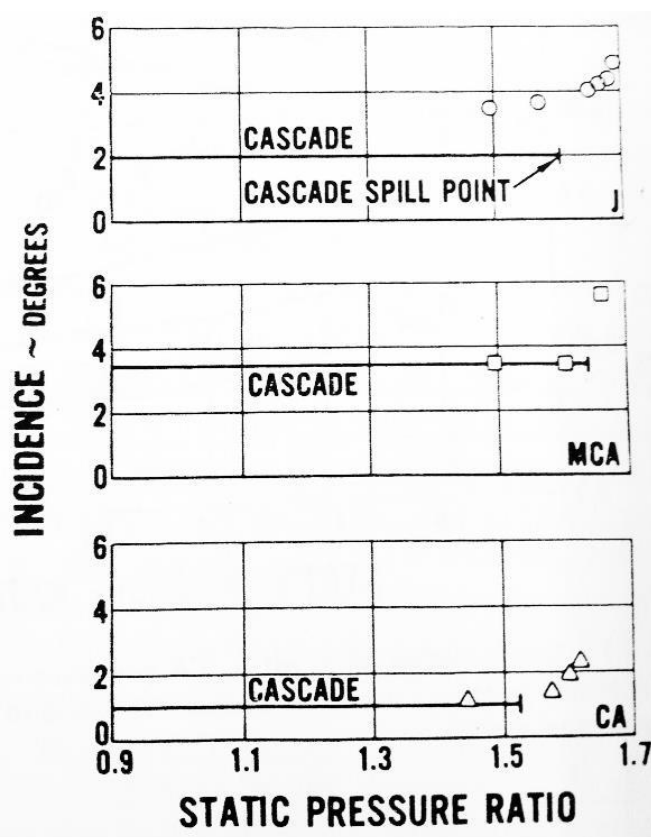 6
4
CASCADE
2
CASCADE SPILL POINT
J
0
INCIDENCE ~ DEGREES
6
4
CASCADE
2
MCA
0
6
4
2
CASCADE
CA
0
0.9 1.1 1.3 1.5 1.7
STATIC PRESSURE RATIO